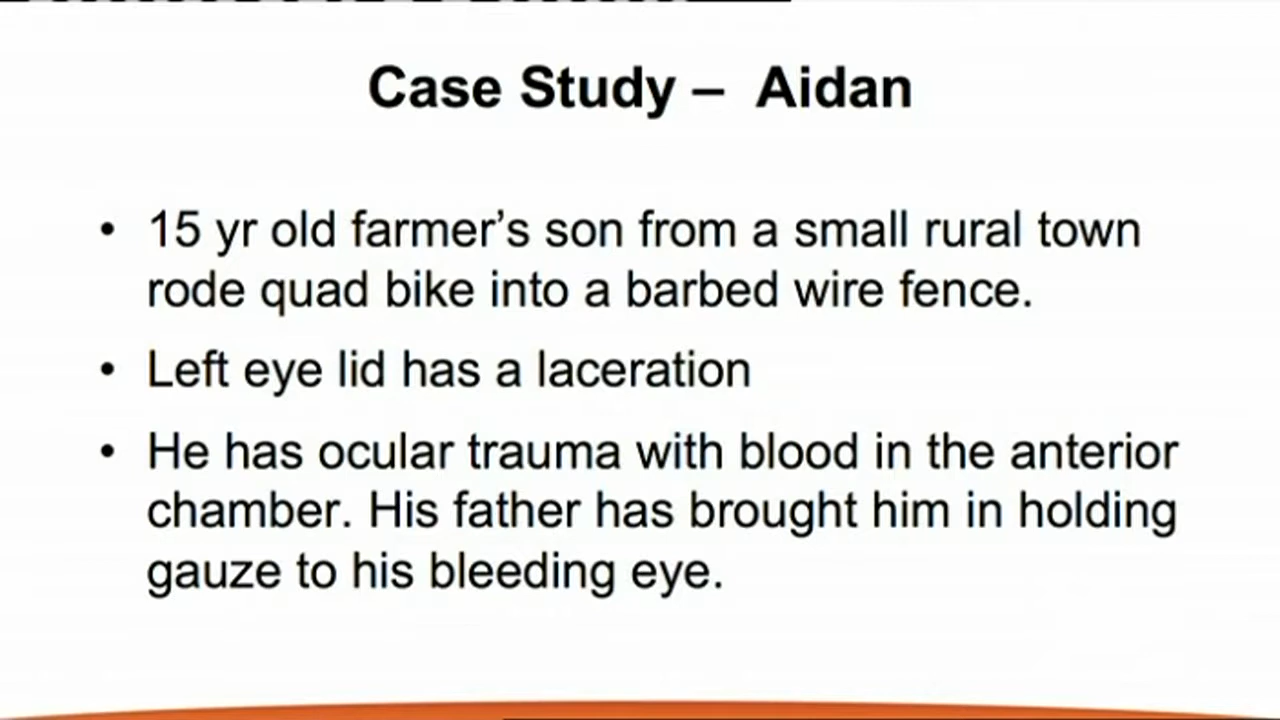 Case Study – Aidan
• 15 yr old farmer’s son from a small rural town
rode quad bike into a barbed wire fence.
• Left eye lid has a laceration
• He has ocular trauma with blood in the anterior
chamber. His father has brought him in holding
gauze to his bleeding eye.